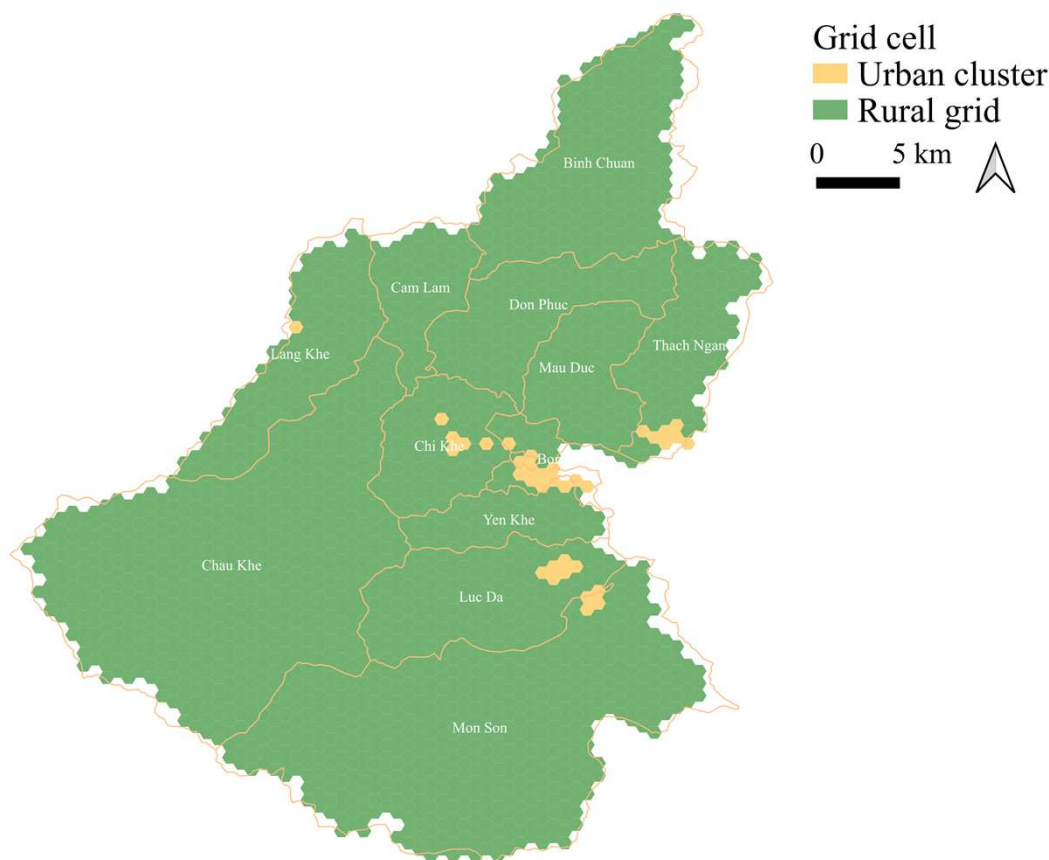 Grid cell
Urban cluster
Rural grid
0 5 km
Binh Chuan
Cam Lam
Don Phuc
Lang Khe
Thach Ngan
Mau Duc
Chi Khe
Bon
Yen Khe
Chau Khe
Luc Da
Mon Son